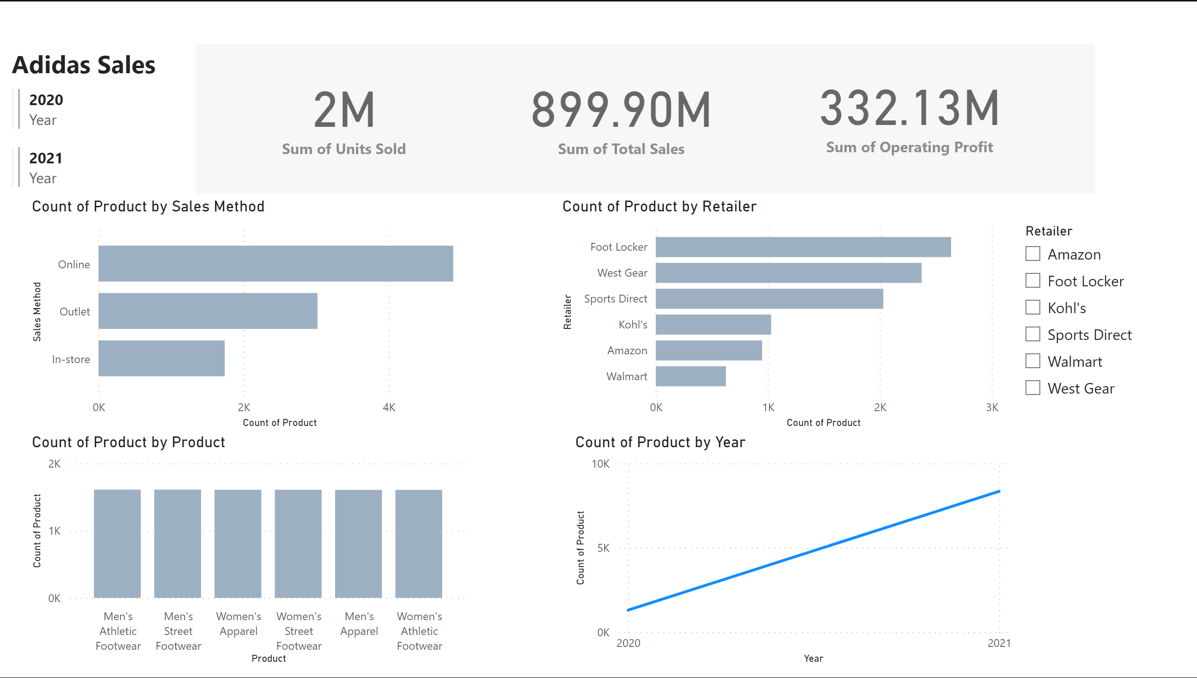 Adidas Sales
2020
Year
2021
Year
2M
Sum of Units Sold
899.90M
Sum of Total Sales
332.13M
Sum of Operating Profit
Count of Product by Sales Method
Sales Method
Online
Outlet
In-store
0K 2K 4K
Count of Product
Count of Product by Retailer
Retailer
Foot Locker
West Gear
Sports Direct
Kohl's
Amazon
Walmart
0K 1K 2K 3K
Count of Product
Retailer
Amazon
Foot Locker
Kohl's
Sports Direct
Walmart
West Gear
Count of Product by Product
Count of Product
2K
1K
0K
Men's
Athletic
Footwear
Men's
Street
Footwear
Women's
Apparel
Women's
Street
Footwear
Men's
Apparel
Women's
Athletic
Footwear
Product
Count of Product by Year
Count of Product
10K
5K
0K
2020 2021
Year